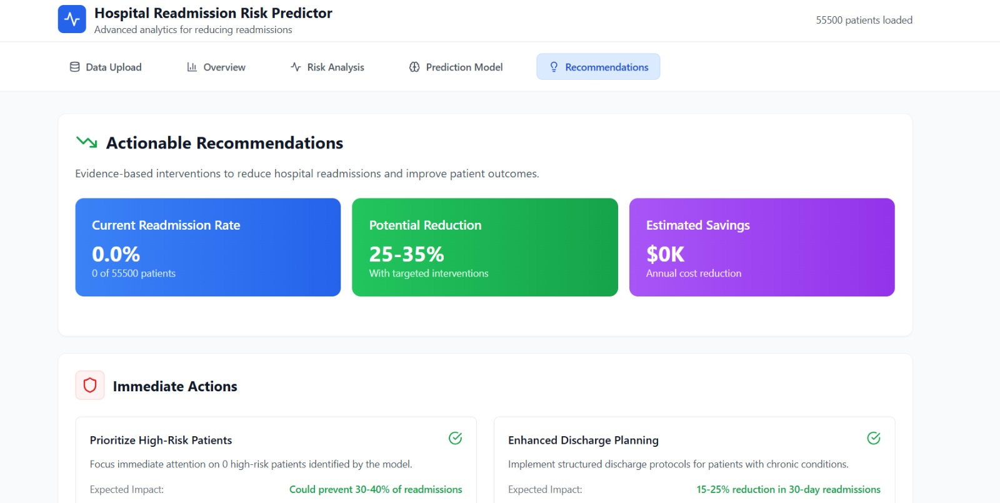 Hospital Readmission Risk Predictor
Advanced analytics for reducing readmissions
55500 patients loaded
Data Upload
Overview
Risk Analysis
Prediction Model
Recommendations
Actionable Recommendations
Evidence-based interventions to reduce hospital readmissions and improve patient outcomes.
Current Readmission Rate
0.0%
0 of 55500 patients
Potential Reduction
25-35%
With targeted interventions
Estimated Savings
$0K
Annual cost reduction
Immediate Actions
Prioritize High-Risk Patients
Focus immediate attention on 0 high-risk patients identified by the model.
Expected Impact: Could prevent 30-40% of readmissions
Enhanced Discharge Planning
Implement structured discharge protocols for patients with chronic conditions.
Expected Impact: 15-25% reduction in 30-day readmissions